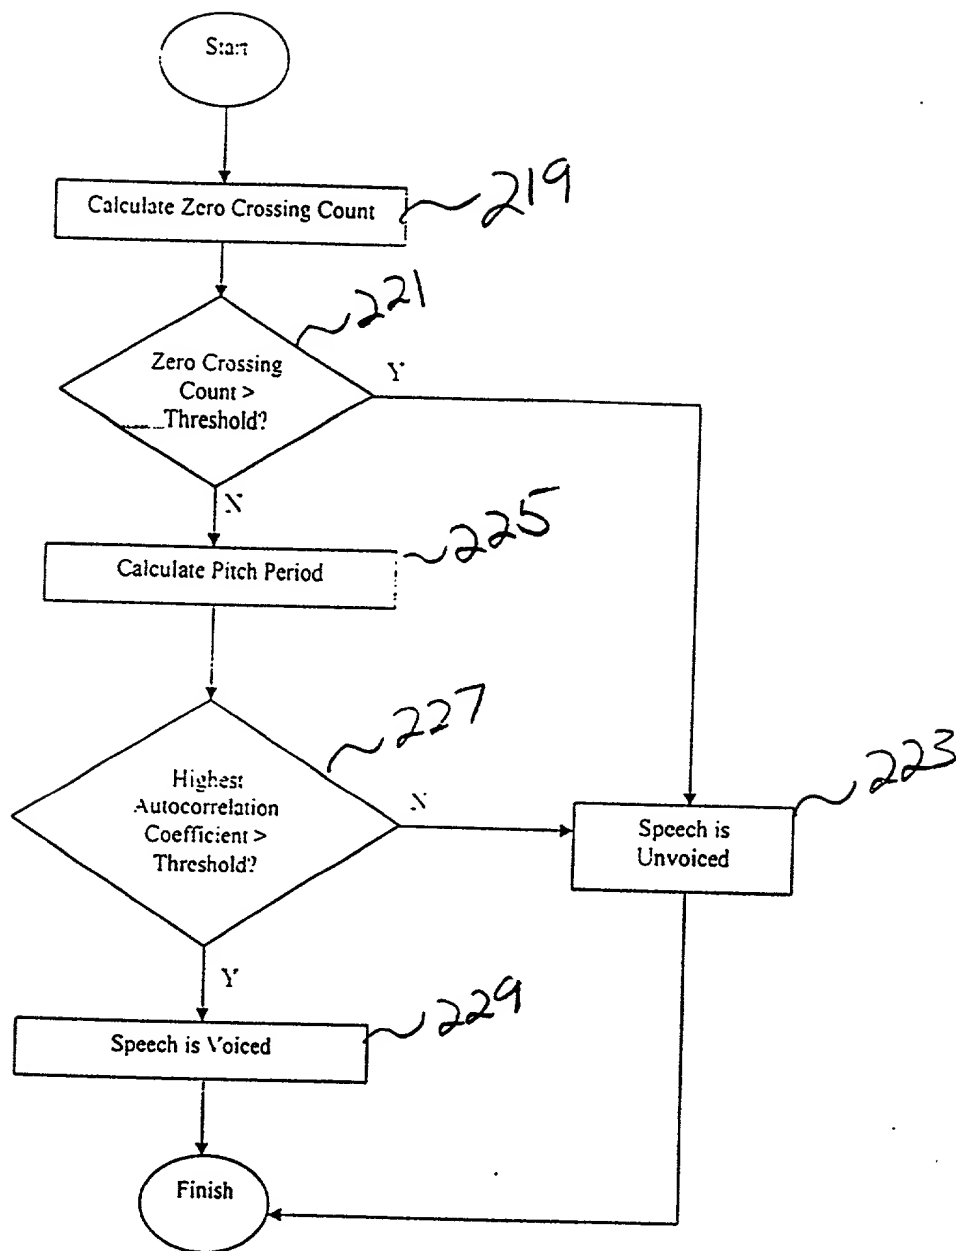 Start
Calculate Zero Crossing Count
219
221
Zero Crossing
Count >
Threshold?
Y
N
225
Calculate Pitch Period
227
Highest
Autocorrelation
Coefficient >
Threshold?
N
223
Speech is
Unvoiced
Y
229
Speech is Voiced
Finish